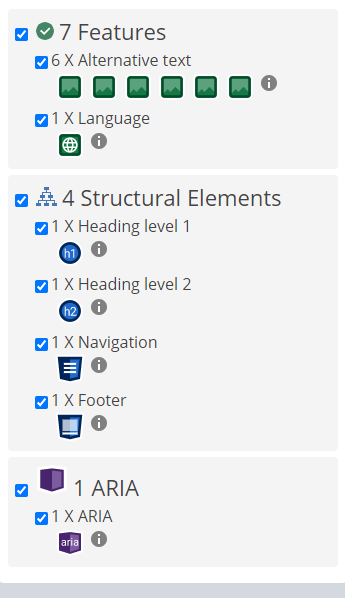 7 Features
6 X Alternative text
1 X Language
4 Structural Elements
1 X Heading level 1
h1
1 X Heading level 2
h2
1 X Navigation
1 X Footer
1 ARIA
1 X ARIA
aria